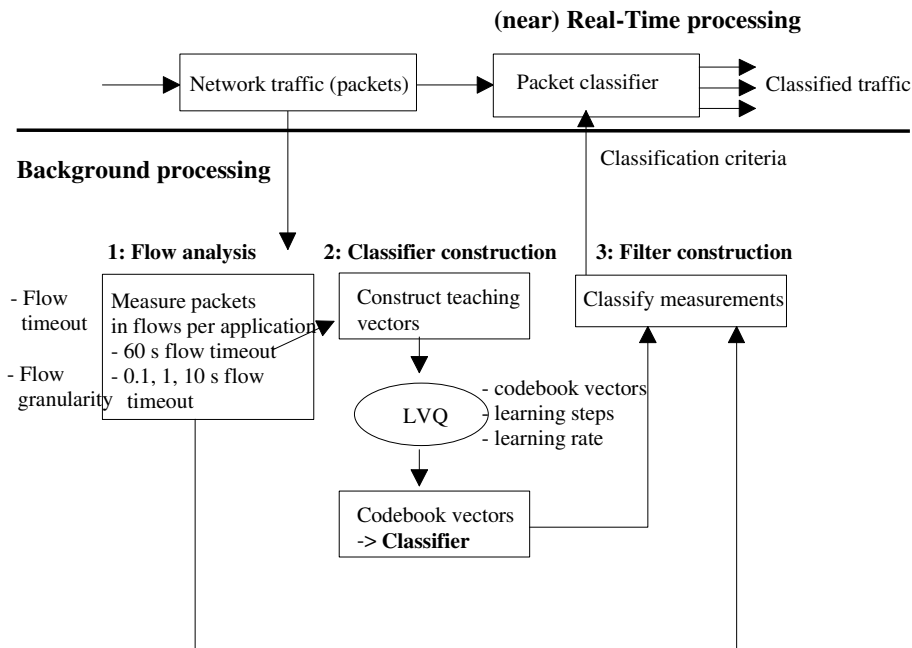 (near) Real-Time processing
Network traffic (packets)
Packet classifier
Classified traffic
Classification criteria
Background processing
1: Flow analysis
- Flow
timeout
- Flow
granularity
Measure packets
in flows per application
- 60 s flow timeout
- 0.1, 1, 10 s flow
timeout
2: Classifier construction
Construct teaching
vectors
LVQ
- codebook vectors
- learning steps
- learning rate
Codebook vectors
-> Classifier
3: Filter construction
Classify measurements